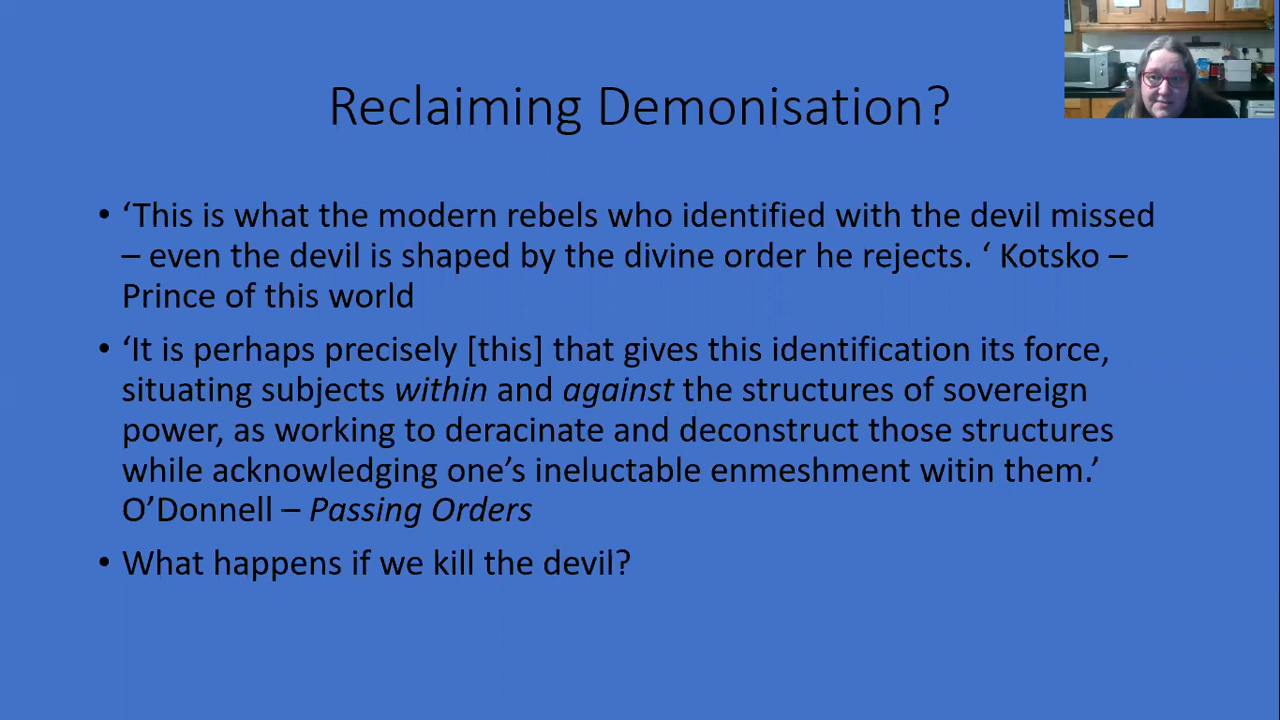 Reclaiming Demonisation?
• ‘This is what the modern rebels who identified with the devil missed
– even the devil is shaped by the divine order he rejects. ‘ Kotsko –
Prince of this world
• ‘It is perhaps precisely [this] that gives this identification its force,
situating subjects within and against the structures of sovereign
power, as working to deracinate and deconstruct those structures
while acknowledging one’s ineluctable enmeshment witin them.’
O’Donnell – Passing Orders
• What happens if we kill the devil?